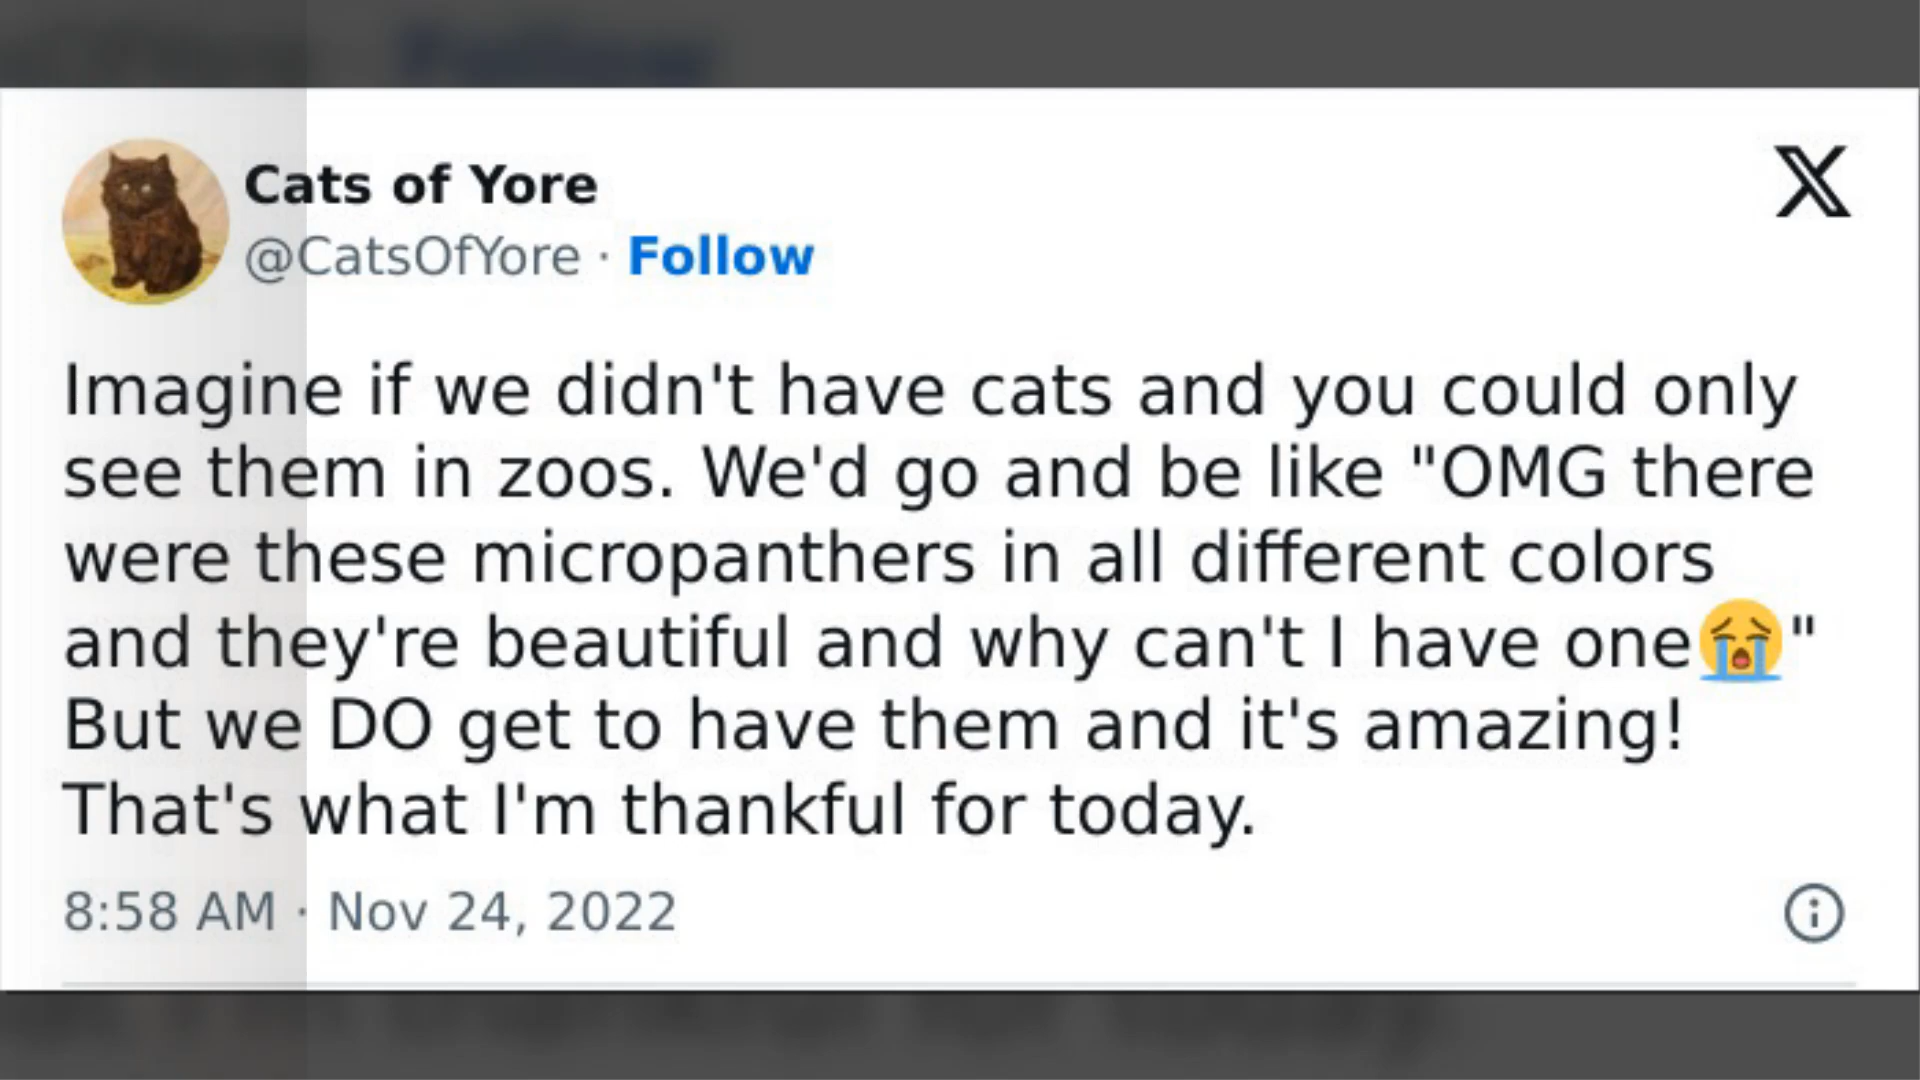 Cats of Yore
@CatsOfYore · Follow
Imagine if we didn't have cats and you could only
see them in zoos. We'd go and be like "OMG there
were these micropanthers in all different colors
and they're beautiful and why can't I have one😭"
But we DO get to have them and it's amazing!
That's what I'm thankful for today.
8:58 AM · Nov 24, 2022